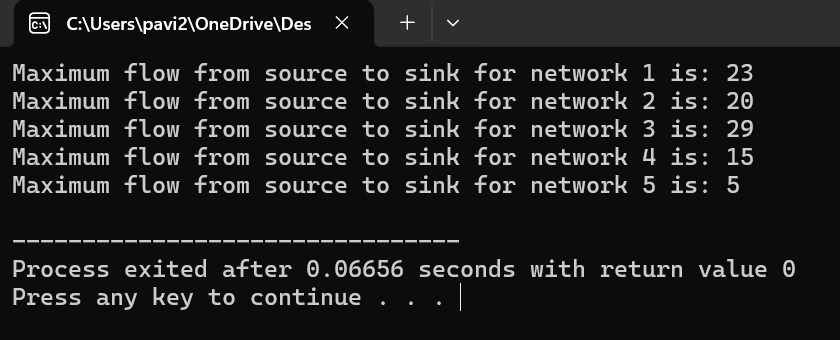 C:\Users\pavi2\OneDrive\Des
Maximum flow from source to sink for network 1 is: 23
Maximum flow from source to sink for network 2 is: 20
Maximum flow from source to sink for network 3 is: 29
Maximum flow from source to sink for network 4 is: 15
Maximum flow from source to sink for network 5 is: 5
--------------------------------
Process exited after 0.06656 seconds with return value 0
Press any key to continue . . .